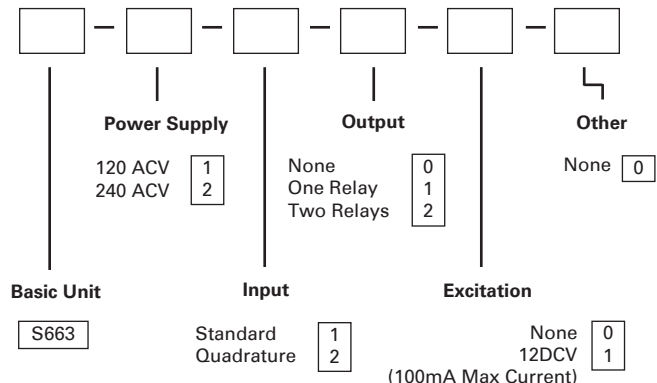 Power Supply
120 ACV 1
240 ACV 2
Output
None 0
One Relay 1
Two Relays 2
Other
None 0
Basic Unit
S663
Input
Standard 1
Quadrature 2
Excitation
None 0
12DCV 1
(100mA Max Current)